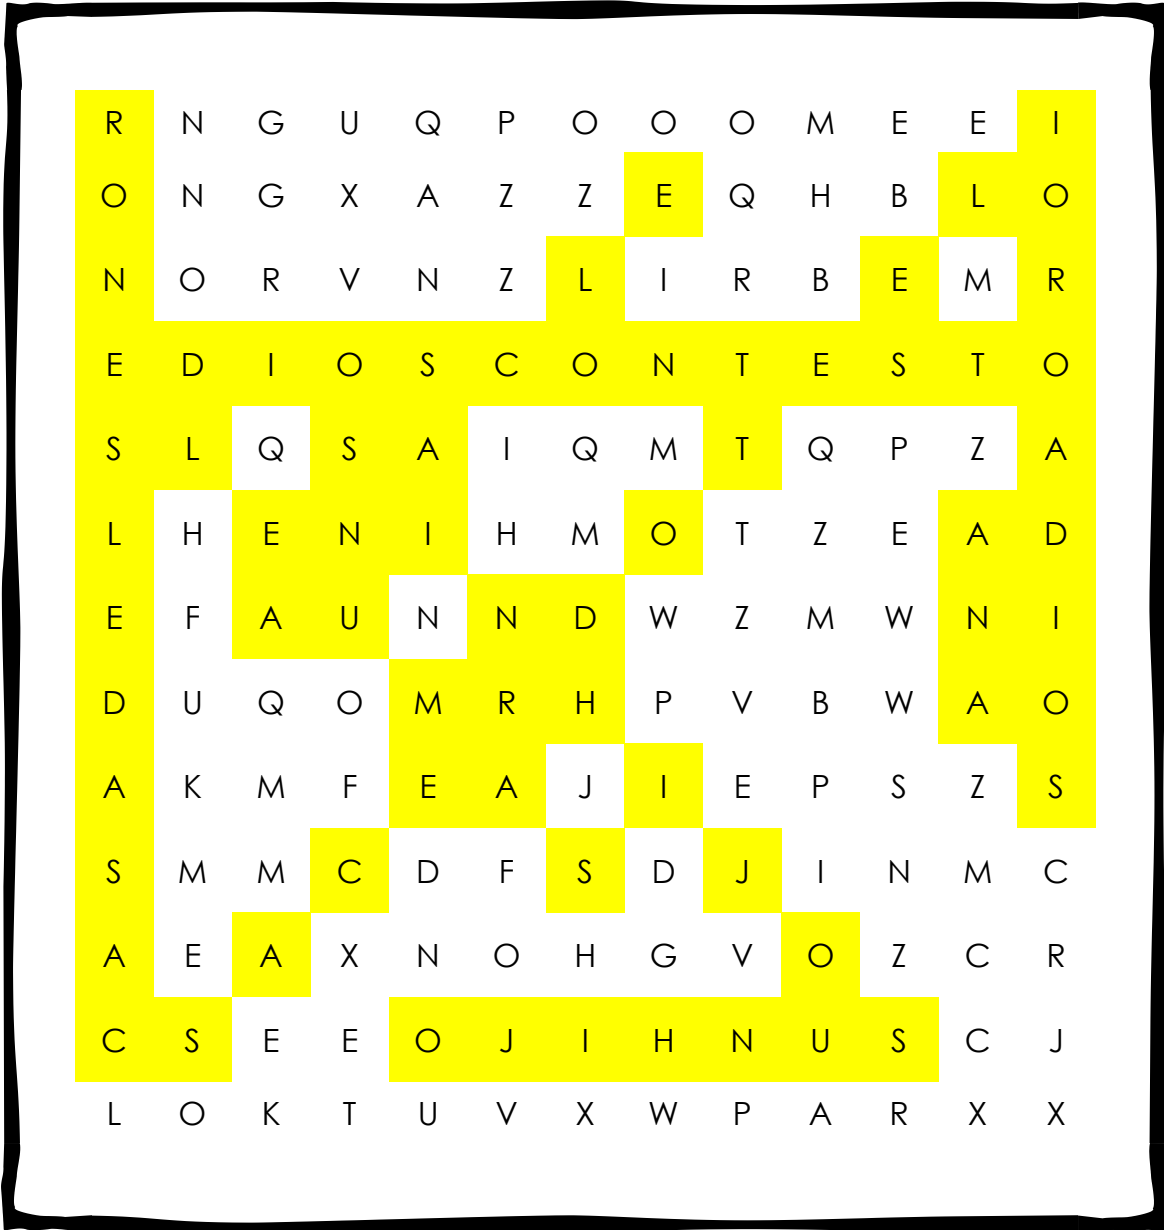 R N G U Q P O O O M E E I
O N G X A Z Z E Q H B L O
N O R V N Z L I R B E M R
E D I O S C O N T E S T O
S L Q S A I Q M T Q P Z A
L H E N I H M O T Z E A D
E F A U N N D W Z M W N I
D U Q O M R H P V B W A O
A K M F E A J I E P S Z S
S M M C D F S D J I N M C
A E A X N O H G V O Z C R
C S E E O J I H N U S C J
L O K T U V X W P A R X X